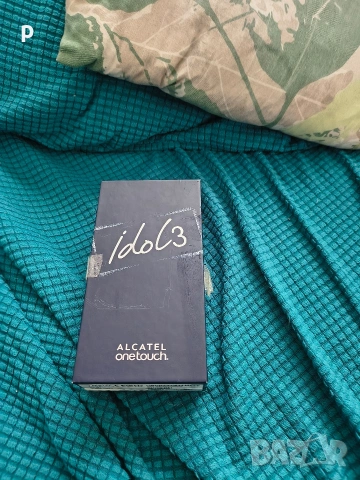 p
idol3
ALCATEL
onetouch.
BAZAR